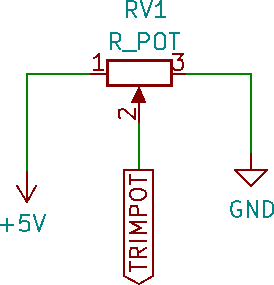 RV1
R_POT
1 3
2
+5V
GND
TRIMPOT